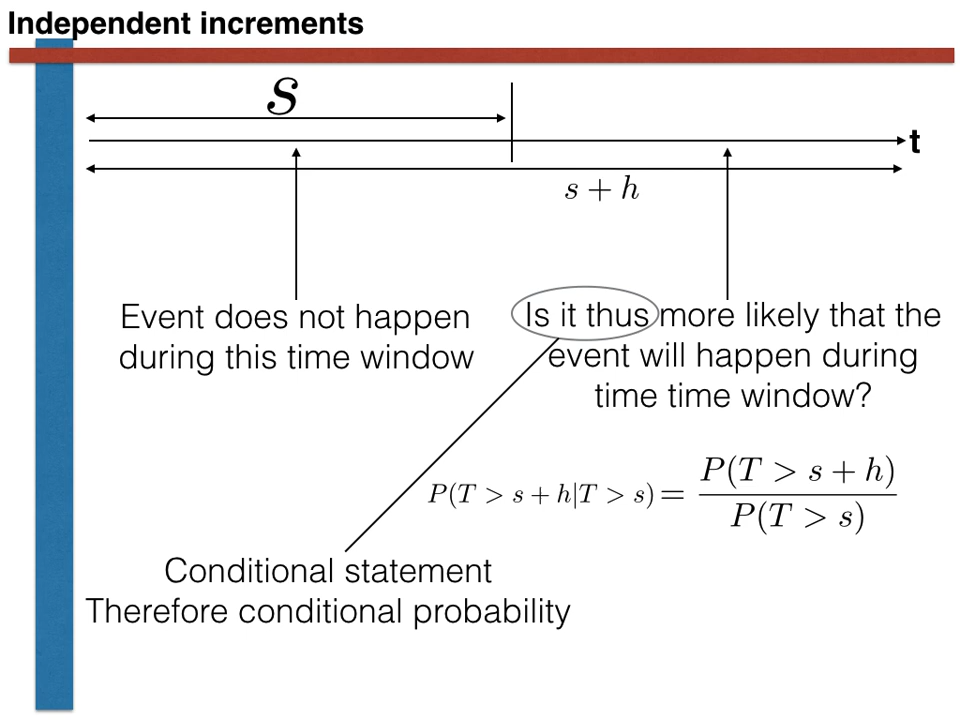 Independent increments
s
t
s + h
Event does not happen
during this time window
Is it thus more likely that the
event will happen during
time time window?
P(T > s + h|T > s) = P(T > s + h) / P(T > s)
Conditional statement
Therefore conditional probability